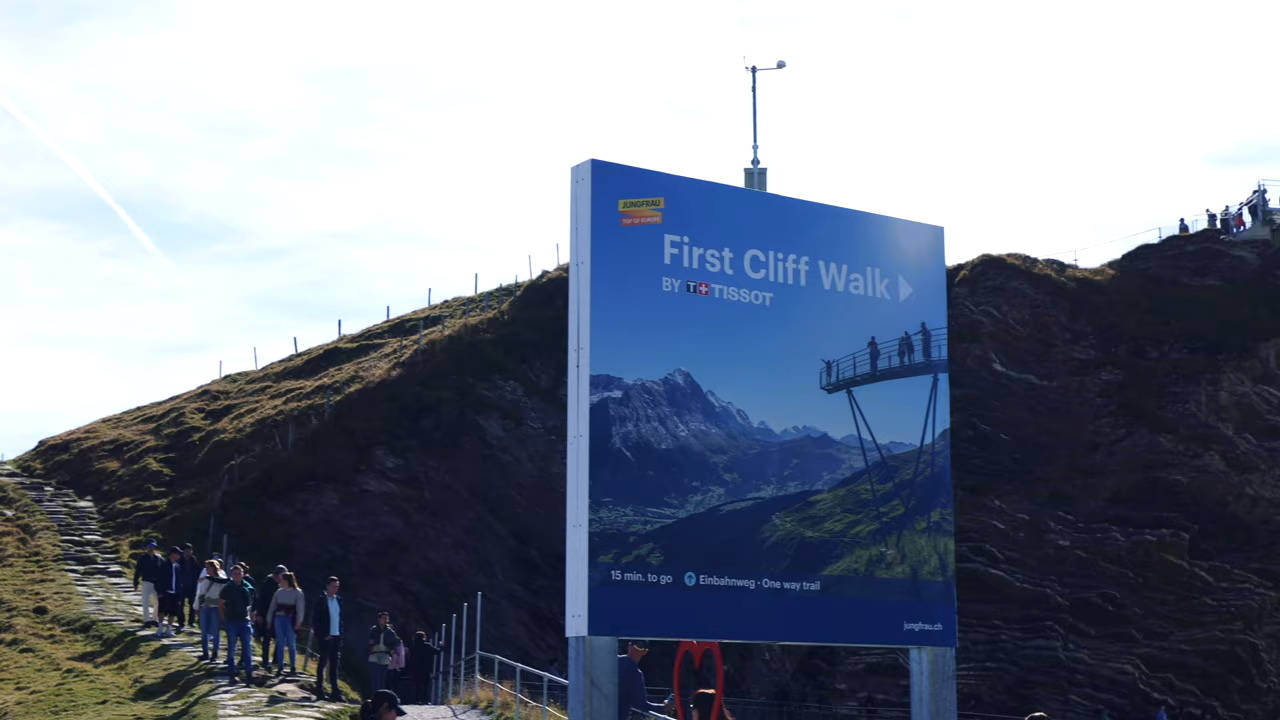 JUNGFRAU
TOP OF EUROPE
First Cliff Walk
BY T+ TISSOT
15 min. to go
Einbahnweg · One way trail
jungfrau.ch